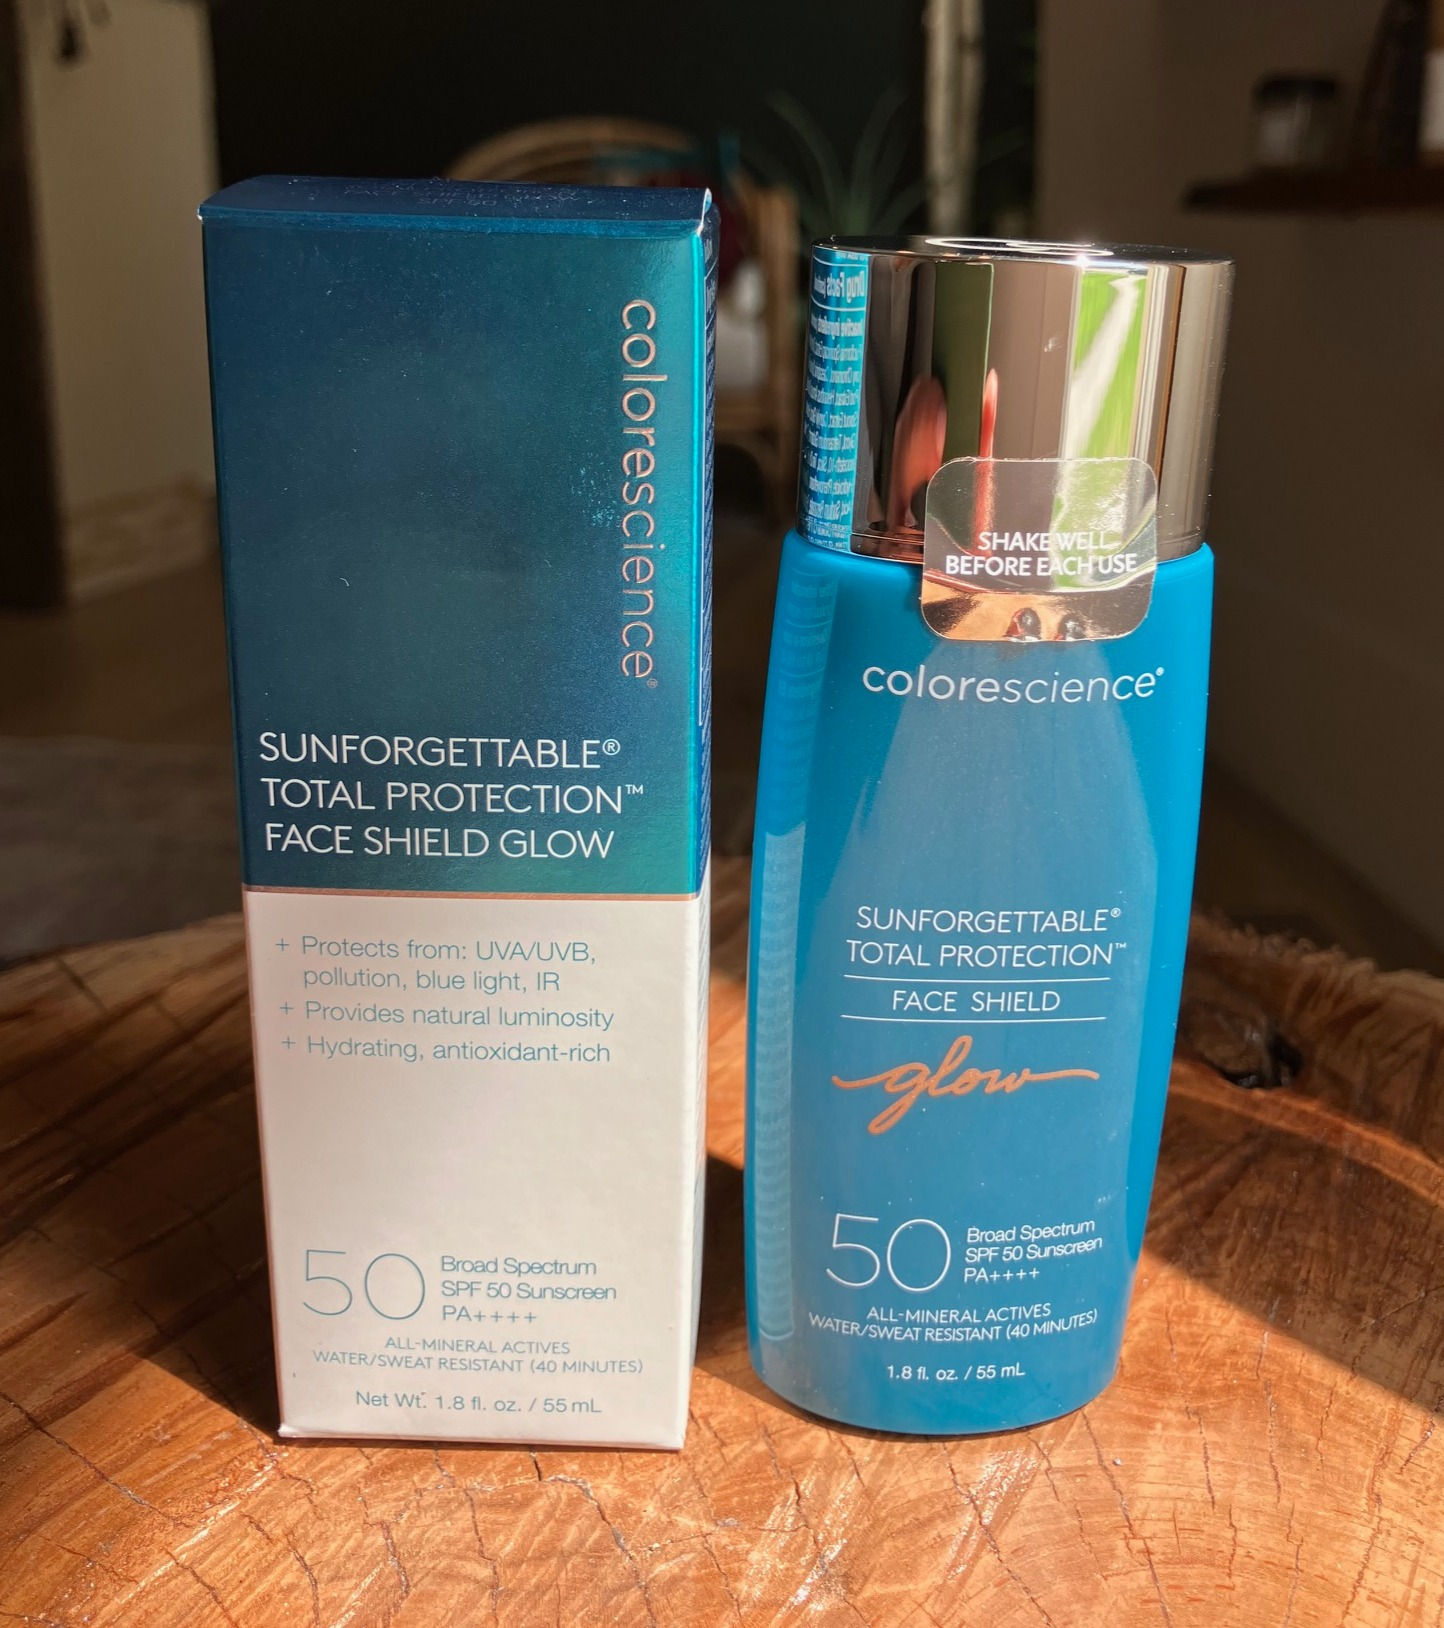 SPF 50
colorescience®
SUNFORGETTABLE®
TOTAL PROTECTION™
FACE SHIELD GLOW
+ Protects from: UVA/UVB,
pollution, blue light, IR
+ Provides natural luminosity
+ Hydrating, antioxidant-rich
50
Broad Spectrum
SPF 50 Sunscreen
PA++++
ALL-MINERAL ACTIVES
WATER/SWEAT RESISTANT (40 MINUTES)
Net Wt. 1.8 fl. oz. / 55 mL
Drug Facts
SHAKE WELL
BEFORE EACH USE
colorescience®
SUNFORGETTABLE®
TOTAL PROTECTION™
FACE SHIELD
glow
50
Broad Spectrum
SPF 50 Sunscreen
PA++++
ALL-MINERAL ACTIVES
WATER/SWEAT RESISTANT (40 MINUTES)
1.8 fl. oz. / 55 mL